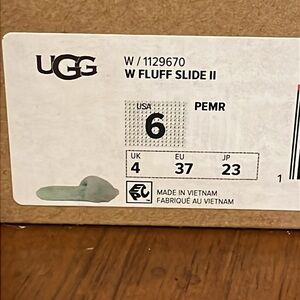 UGG
W / 1129670
W FLUFF SLIDE II
USA
6
PEMR
UK EU JP
4 37 23
1
MADE IN VIETNAM
FABRIQUÉ AU VIETNAM